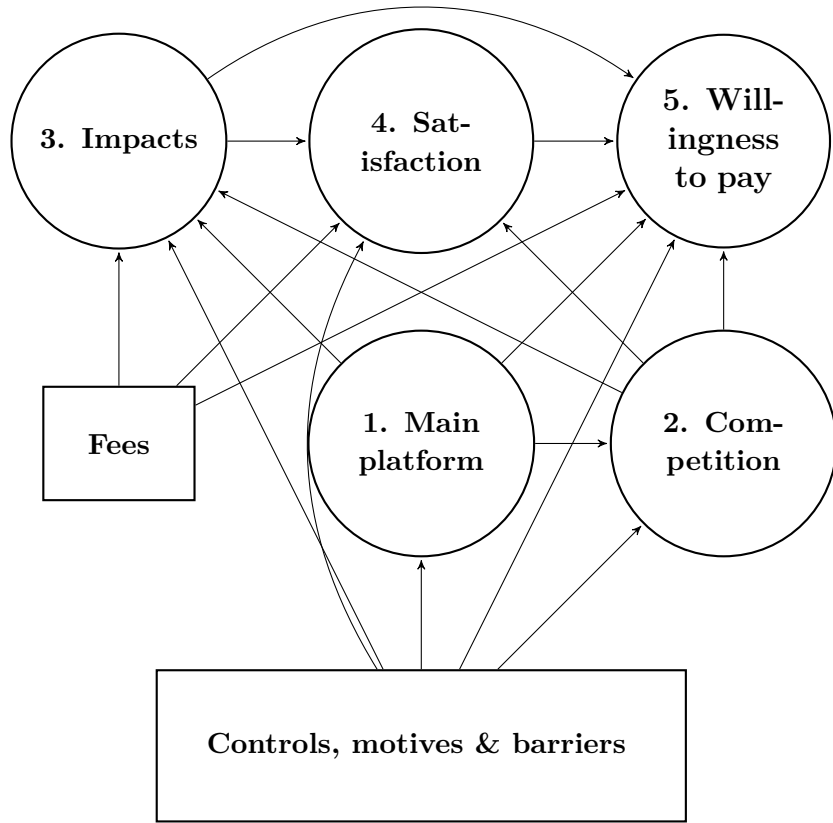 3. Impacts
4. Sat-
isfaction
5. Will-
ingness
to pay
Fees
1. Main
platform
2. Com-
petition
Controls, motives & barriers